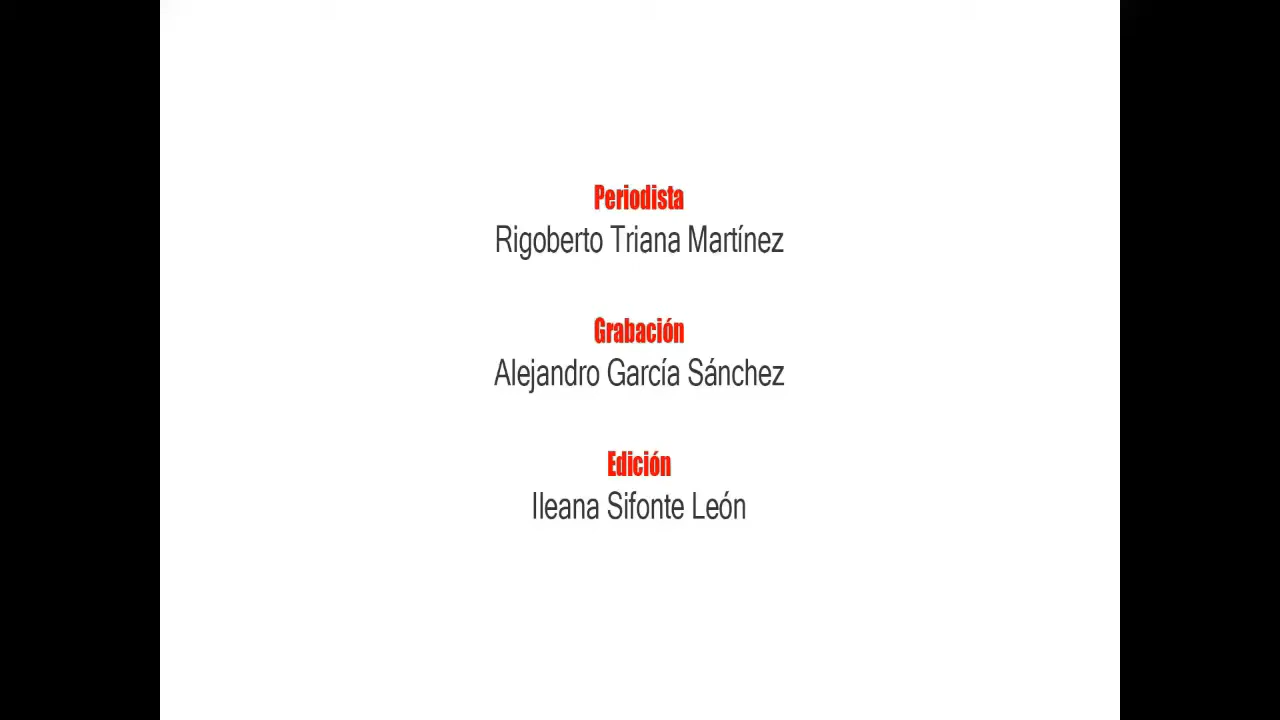 Periodista
Rigoberto Triana Martínez
Grabación
Alejandro García Sánchez
Edición
Ileana Sifonte León